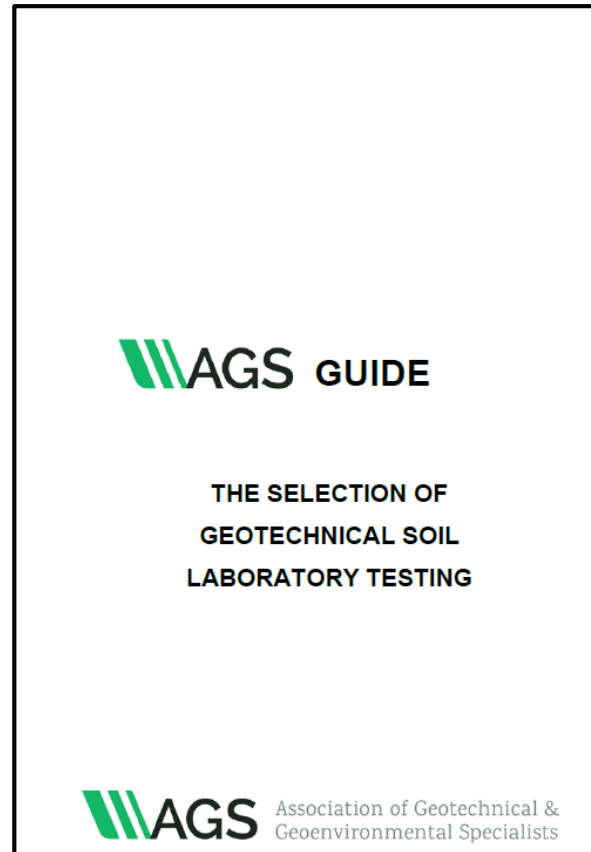 AGS GUIDE
THE SELECTION OF
GEOTECHNICAL SOIL
LABORATORY TESTING
AGS Association of Geotechnical &
Geoenvironmental Specialists